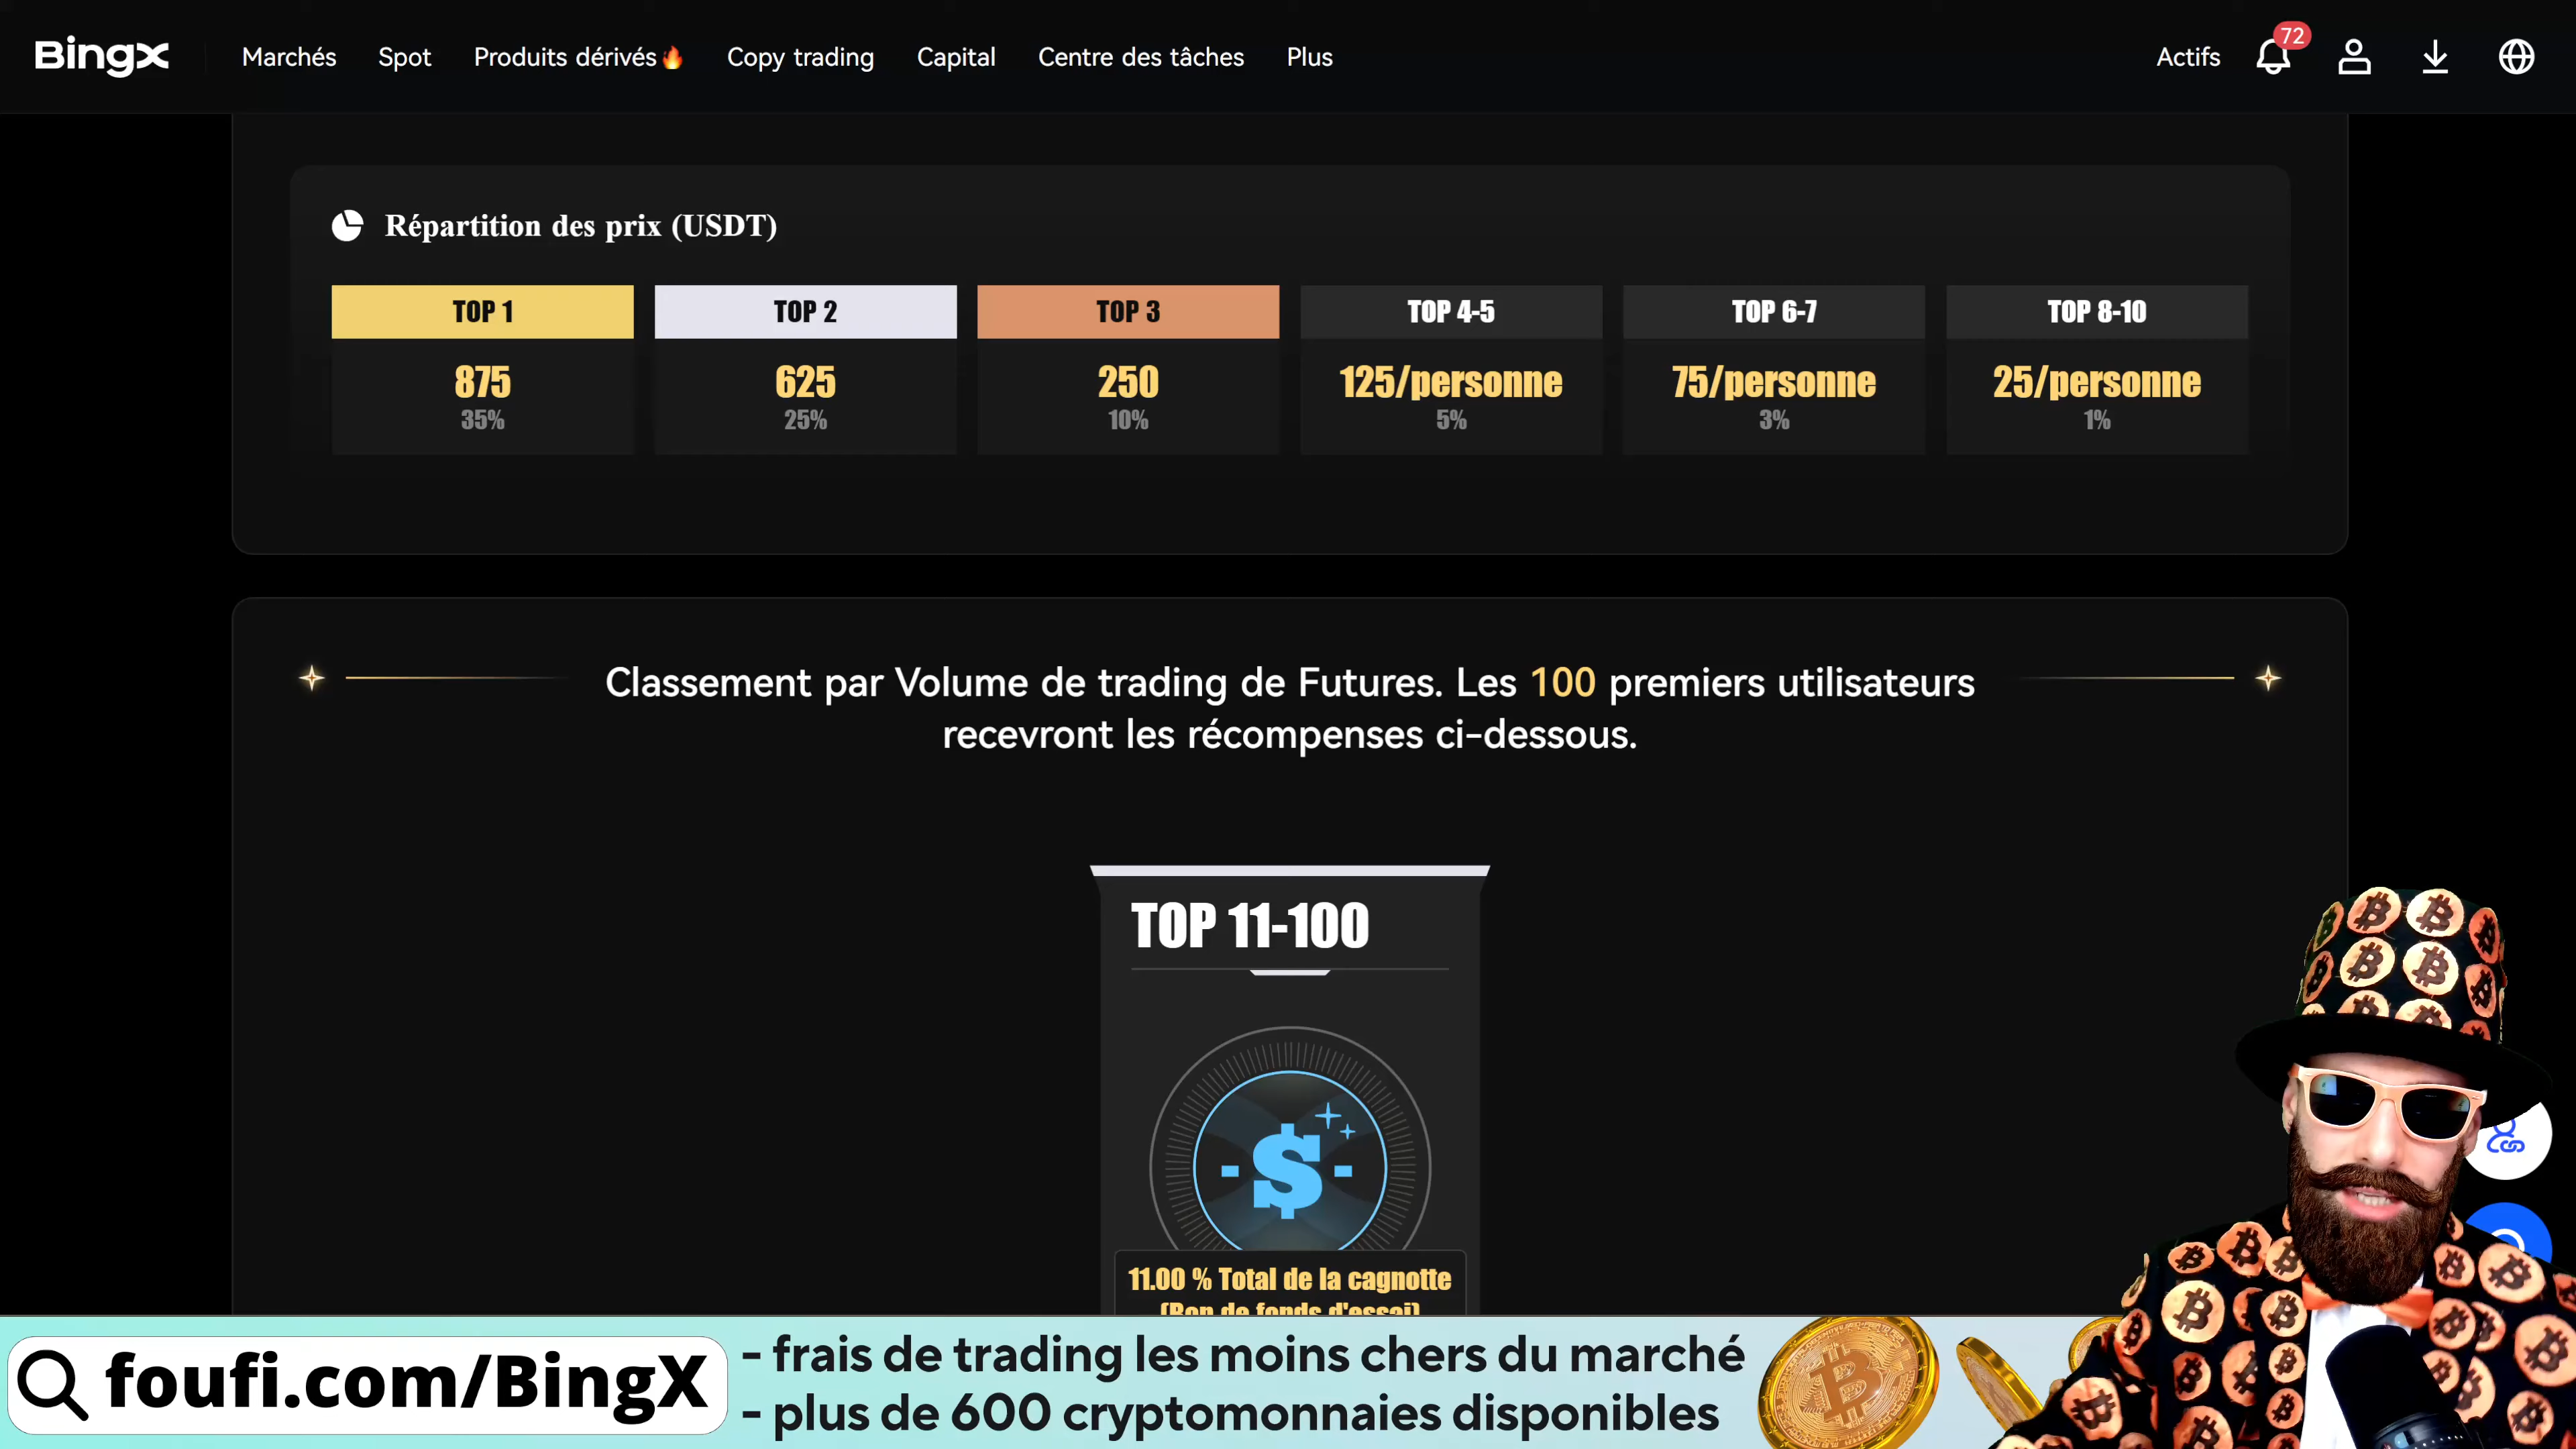 BingX
Marchés
Spot
Produits dérivés
Copy trading
Capital
Centre des tâches
Plus
Actifs
72
Répartition des prix (USDT)
TOP 1
TOP 2
TOP 3
TOP 4-5
TOP 6-7
TOP 8-10
875
625
250
125/personne
75/personne
25/personne
35%
25%
10%
5%
3%
1%
Classement par Volume de trading de Futures. Les 100 premiers utilisateurs
recevront les récompenses ci-dessous.
TOP 11-100
$
11.00 % Total de la cagnotte
(Bon de fonds d'essai)
foufi.com/BingX
- frais de trading les moins chers du marché
- plus de 600 cryptomonnaies disponibles